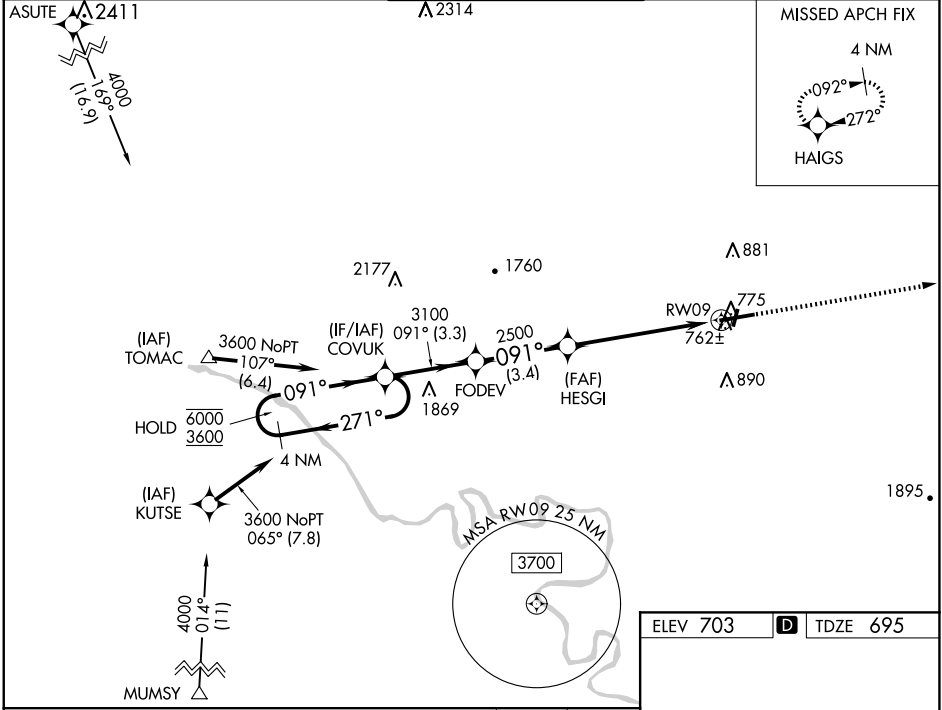 ASUTE
2411
2314
4000
169°
(16.9)
MISSED APCH FIX
4 NM
092°
272°
HAIGS
881
2177
1760
3100
091° (3.3)
2500
RW09
775
762±
(IAF)
TOMAC
3600 NoPT
107°
(6.4)
(IF/IAF)
COVUK
091°
091°
(3.4)
FODEV
(FAF)
HESGI
890
1869
271°
HOLD
6000
3600
4 NM
(IAF)
KUTSE
3600 NoPT
065° (7.8)
1895
MSA RW09 25 NM
3700
4000
014°
(11)
MUMSY
ELEV 703 D TDZE 695